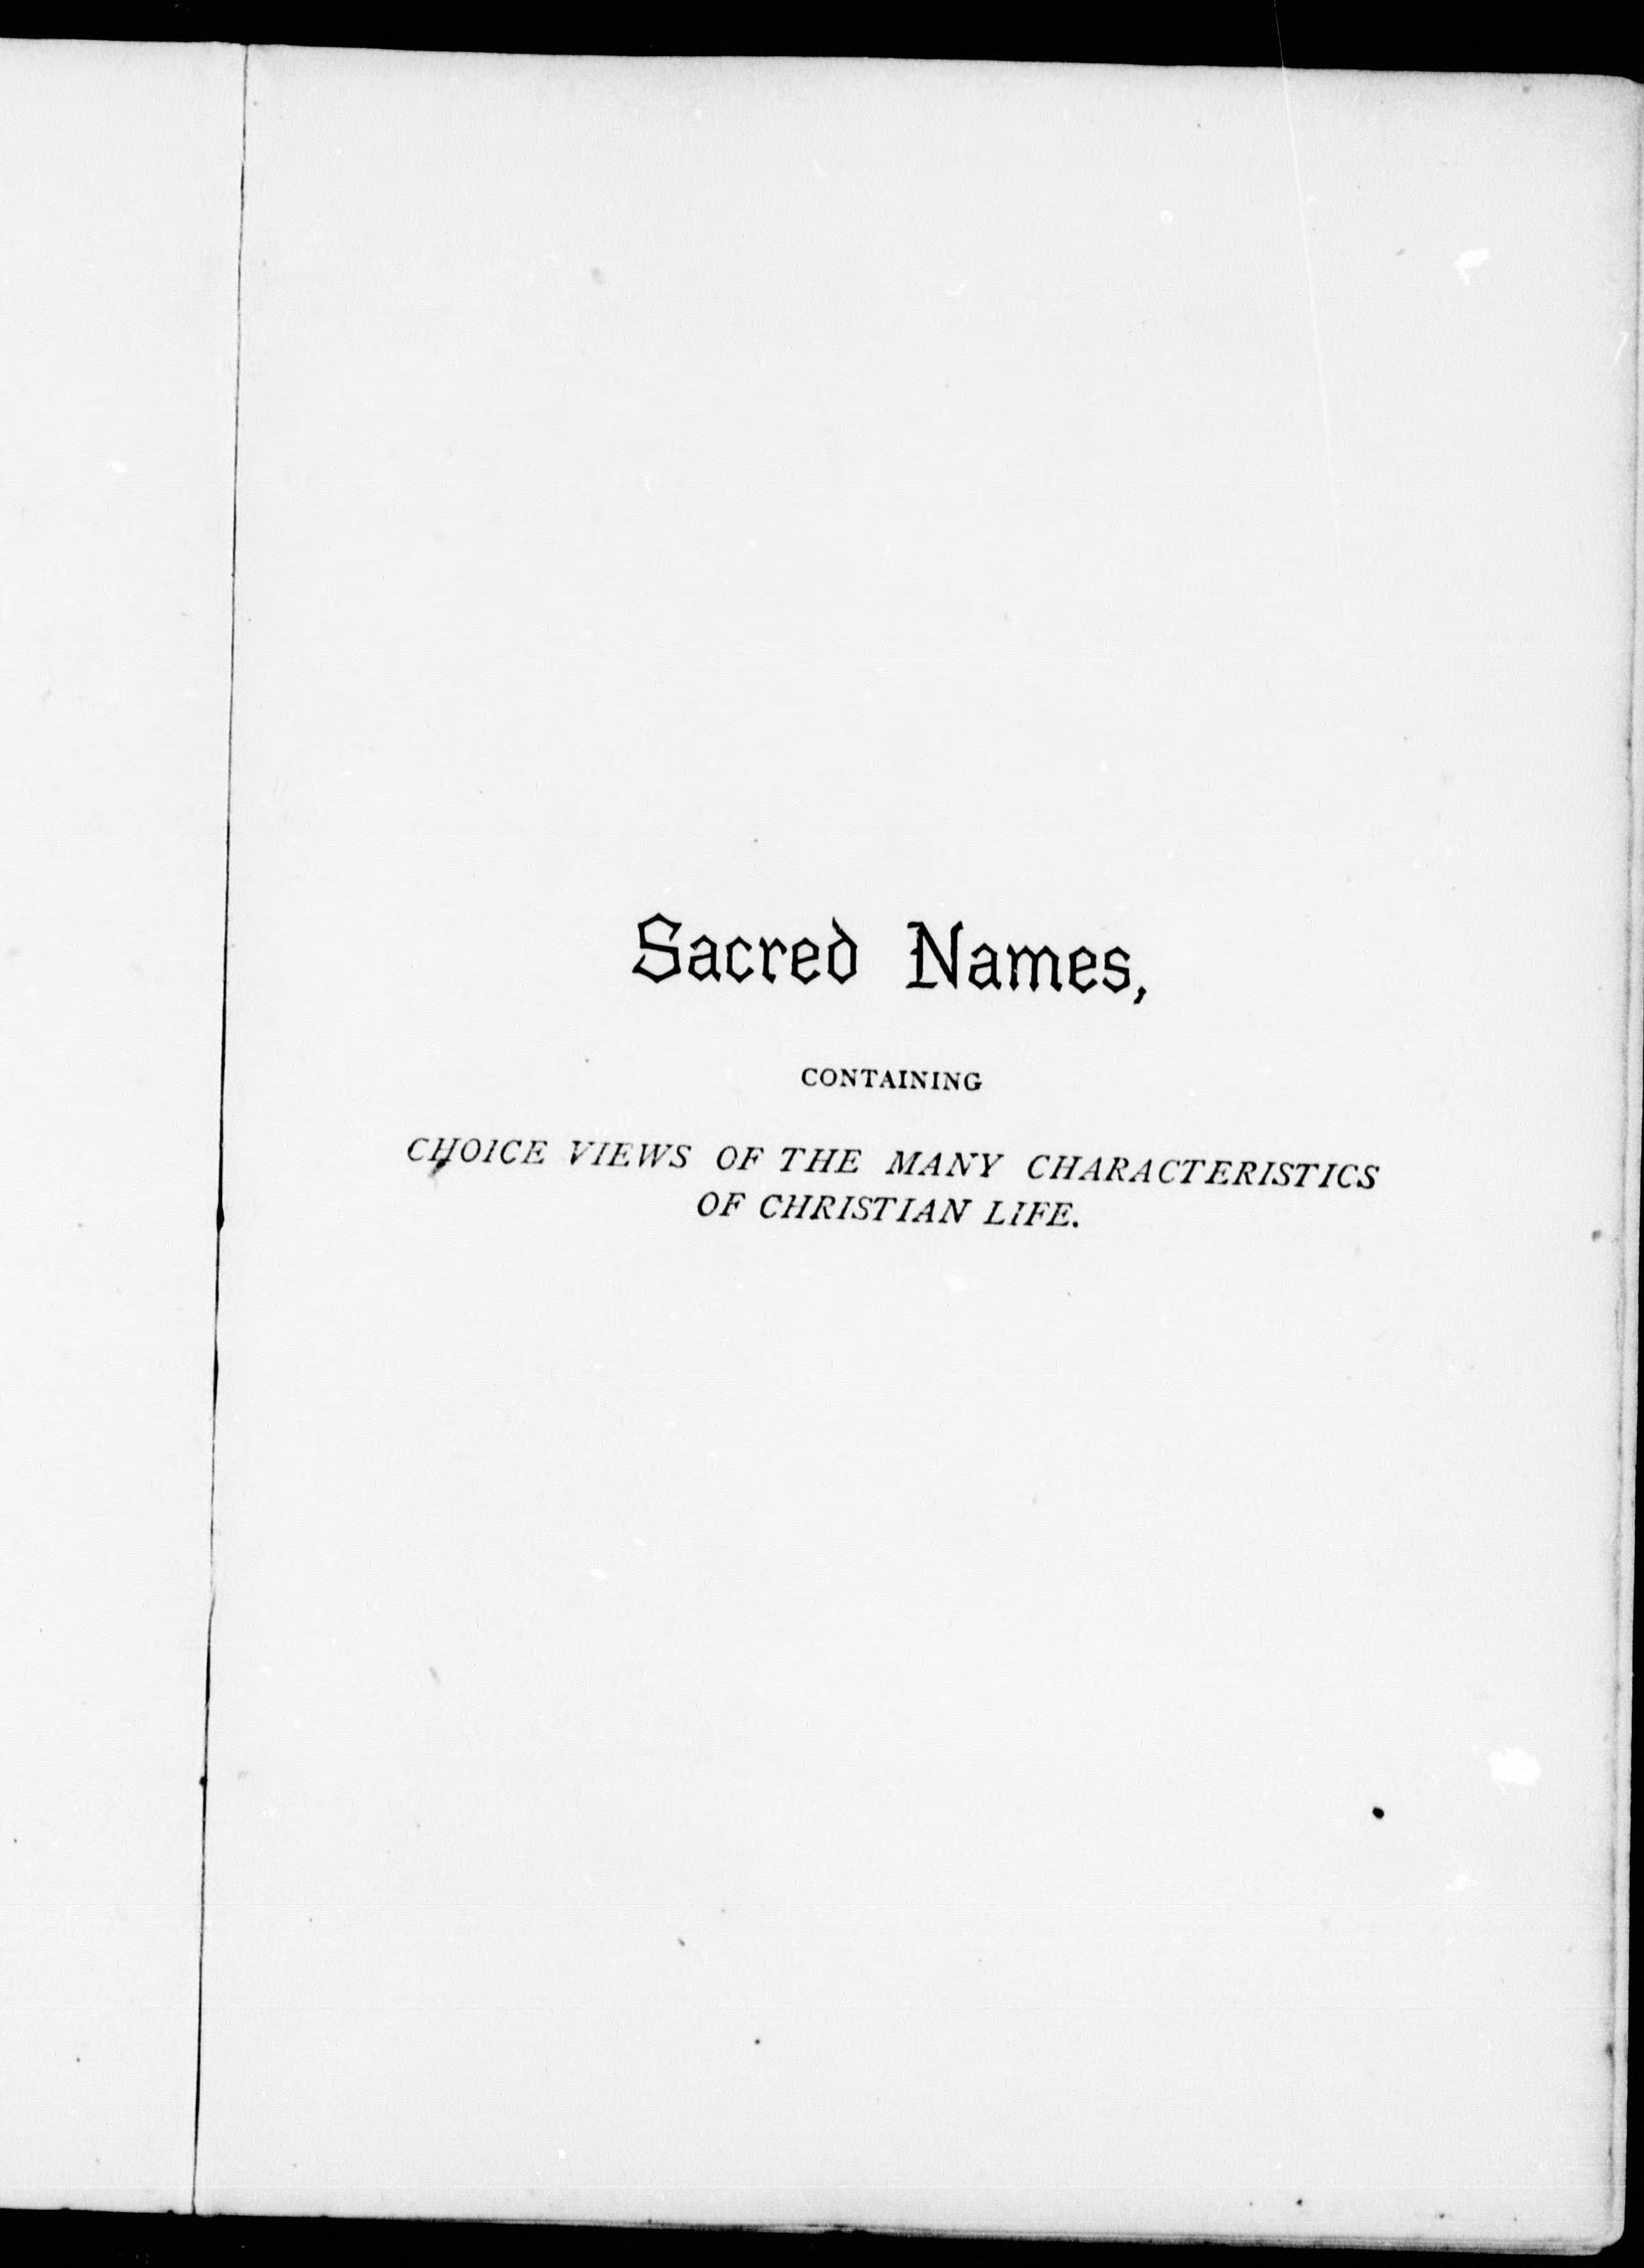 Sacred Names,
CONTAINING
CHOICE VIEWS OF THE MANY CHARACTERISTICS
OF CHRISTIAN LIFE.